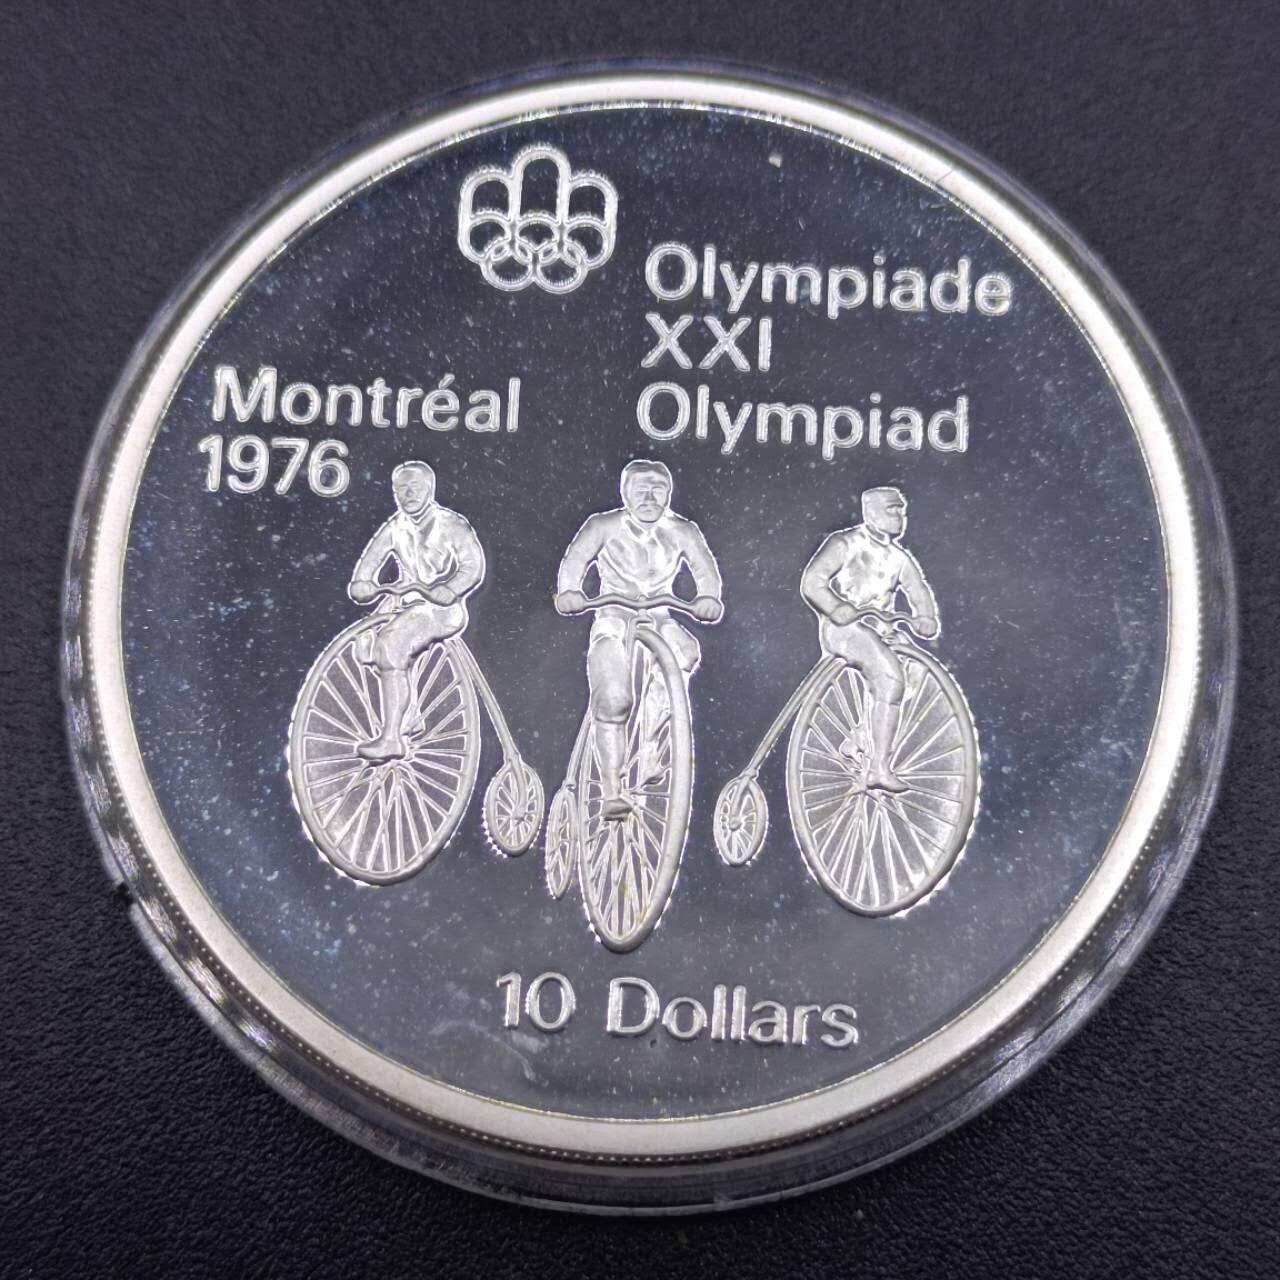 Olympiade
XXI
Olympiad
Montréal
1976
10 Dollars